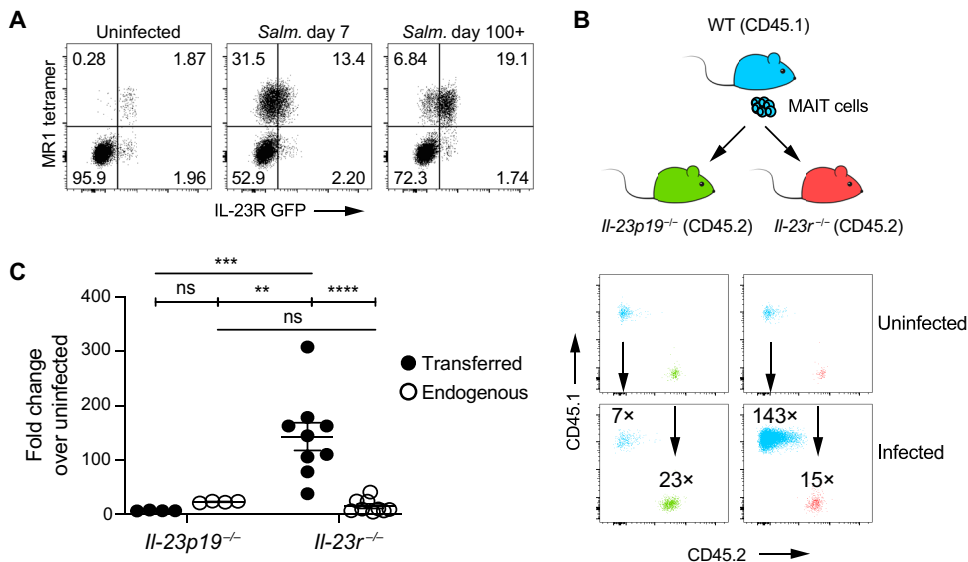 A
Uninfected
Salm. day 7
Salm. day 100+
0.28 1.87
31.5 13.4
6.84 19.1
95.9 1.96
52.9 2.20
72.3 1.74
MR1 tetramer
IL-23R GFP
B
WT (CD45.1)
MAIT cells
Il-23p19−/− (CD45.2)
Il-23r−/− (CD45.2)
Uninfected
7×
143×
23×
15×
Infected
CD45.1
CD45.2
C
***
ns
**
****
ns
400
300
200
100
0
Fold change
over uninfected
Transferred
Endogenous
Il-23p19−/−
Il-23r−/−